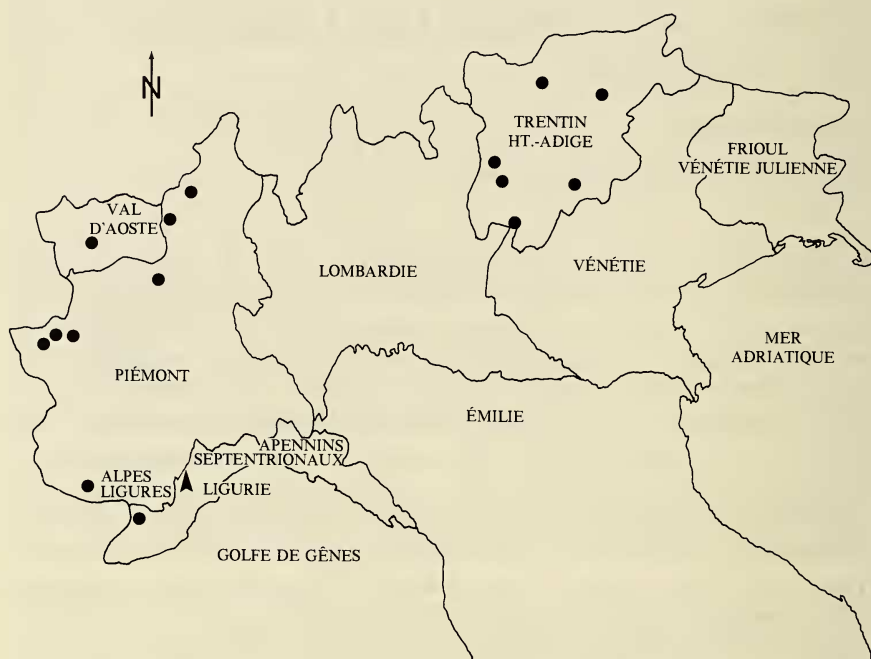 N
TRENTIN
HT.-ADIGE
FRIOUL
VÉNÉTIE JULIENNE
VAL
D'AOSTE
LOMBARDIE
VÉNÉTIE
MER
ADRIATIQUE
PIÉMONT
ÉMILIE
APENNINS
SEPTENTRIONAUX
ALPES
LIGURES
LIGURIE
GOLFE DE GÊNES